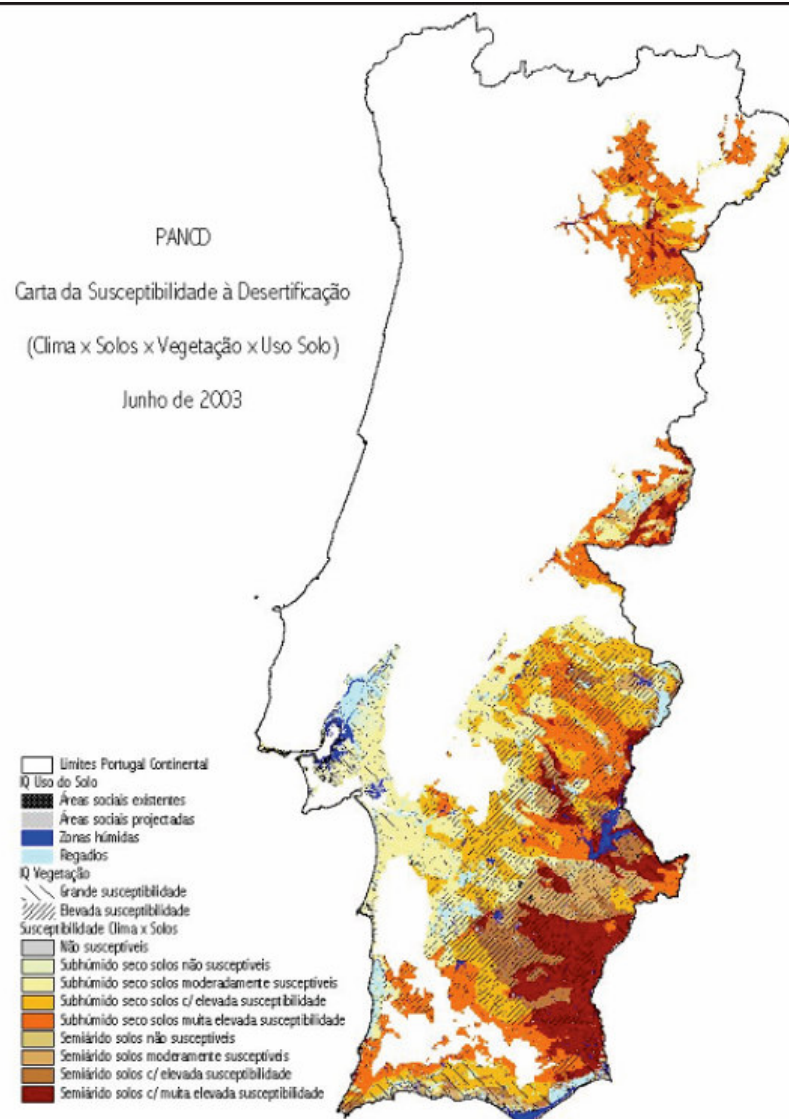 PANCD
Carta da Susceptibilidade à Desertificação
(Clima x Solos x Vegetação x Uso Solo)
Junho de 2003
Limites Portugal Continental
IQ Uso do Solo
Áreas sociais existentes
Áreas sociais projectadas
Zonas húmidas
Regadios
IQ Vegetação
Grande susceptibilidade
Elevada susceptibilidade
Susceptibilidade Clima x Solos
Não susceptíveis
Subhúmido seco solos não susceptíveis
Subhúmido seco solos moderadamente susceptíveis
Subhúmido seco solos c/ elevada susceptibilidade
Subhúmido seco solos muita elevada susceptibilidade
Semiárido solos não susceptíveis
Semiárido solos moderamente susceptíveis
Semiárido solos c/ elevada susceptibilidade
Semiárido solos c/ muita elevada susceptibilidade